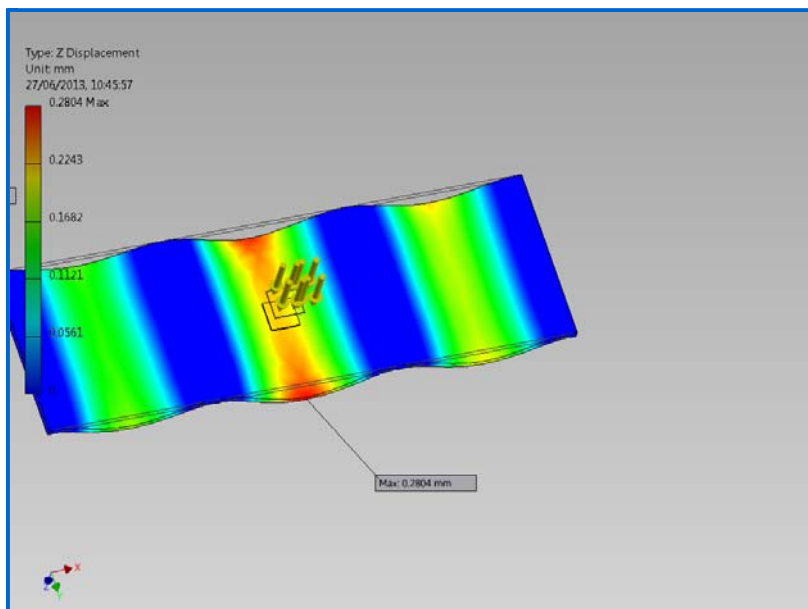 Type: Z Displacement
Unit: mm
27/06/2013, 10:45:57
0.2804 Max
0.2243
0.1682
0.1121
0.0561
0
Max: 0.2804 mm
X
Z
Y